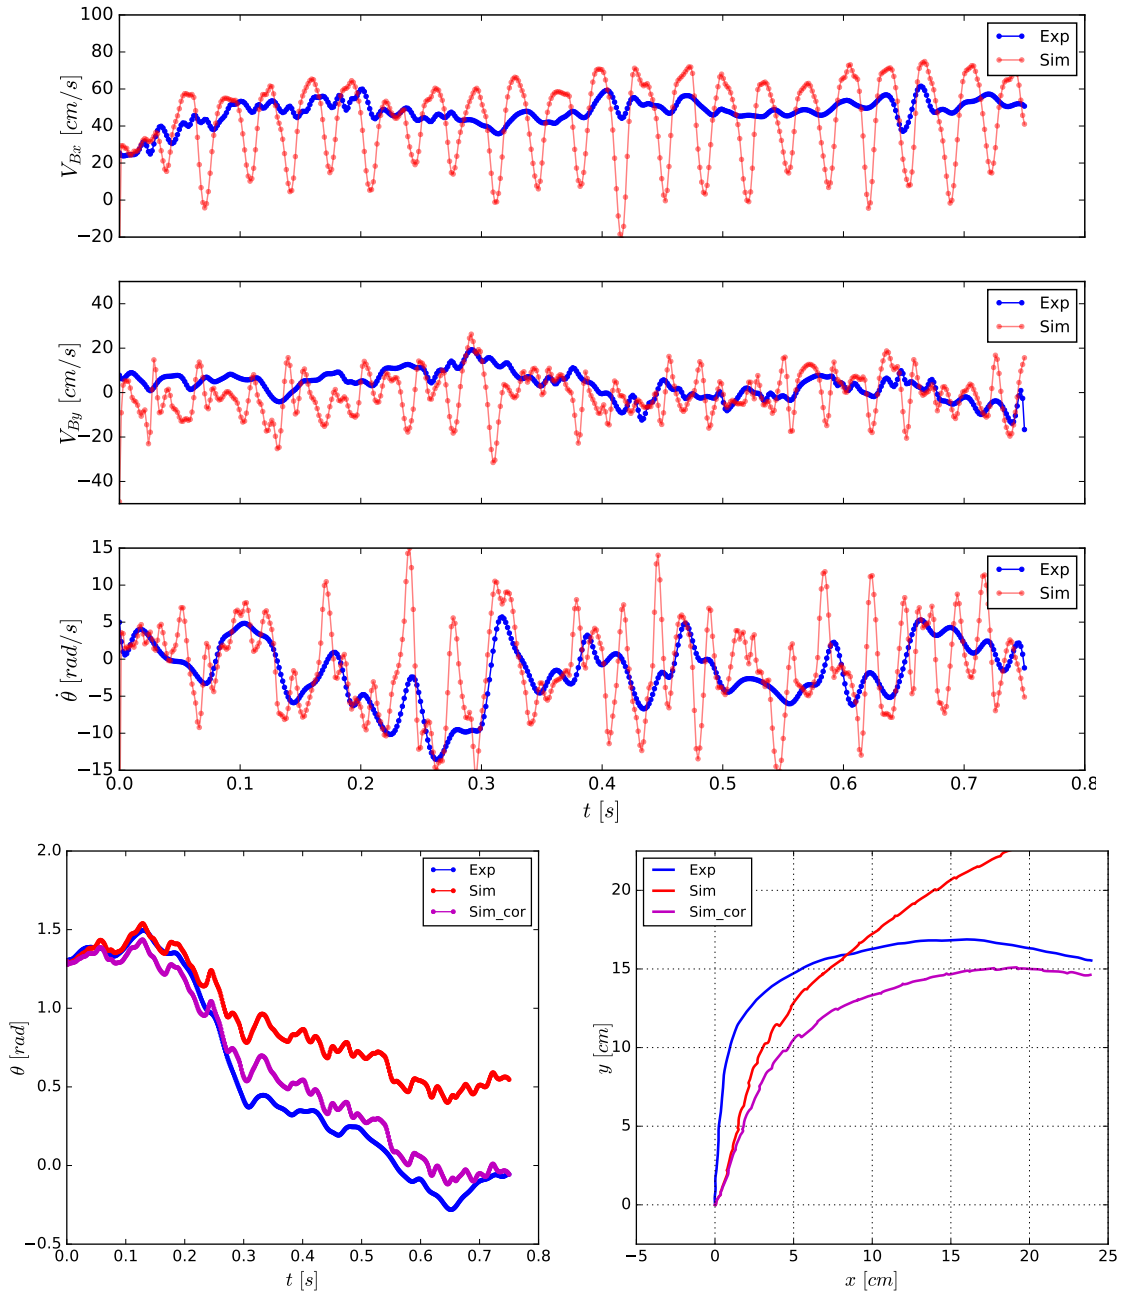 100
80
60
40
20
0
−20
V_{Bx} [cm/s]
Exp
Sim
40
20
0
−20
−40
V_{By} [cm/s]
Exp
Sim
15
10
5
0
−5
−10
−15
θ̇ [rad/s]
Exp
Sim
0.0 0.1 0.2 0.3 0.4 0.5 0.6 0.7 0.8
t [s]
2.0
1.5
1.0
0.5
0.0
−0.5
θ [rad]
Exp
Sim
Sim_cor
0.0 0.1 0.2 0.3 0.4 0.5 0.6 0.7 0.8
t [s]
20
15
10
5
0
y [cm]
Exp
Sim
Sim_cor
−5 0 5 10 15 20 25
x [cm]